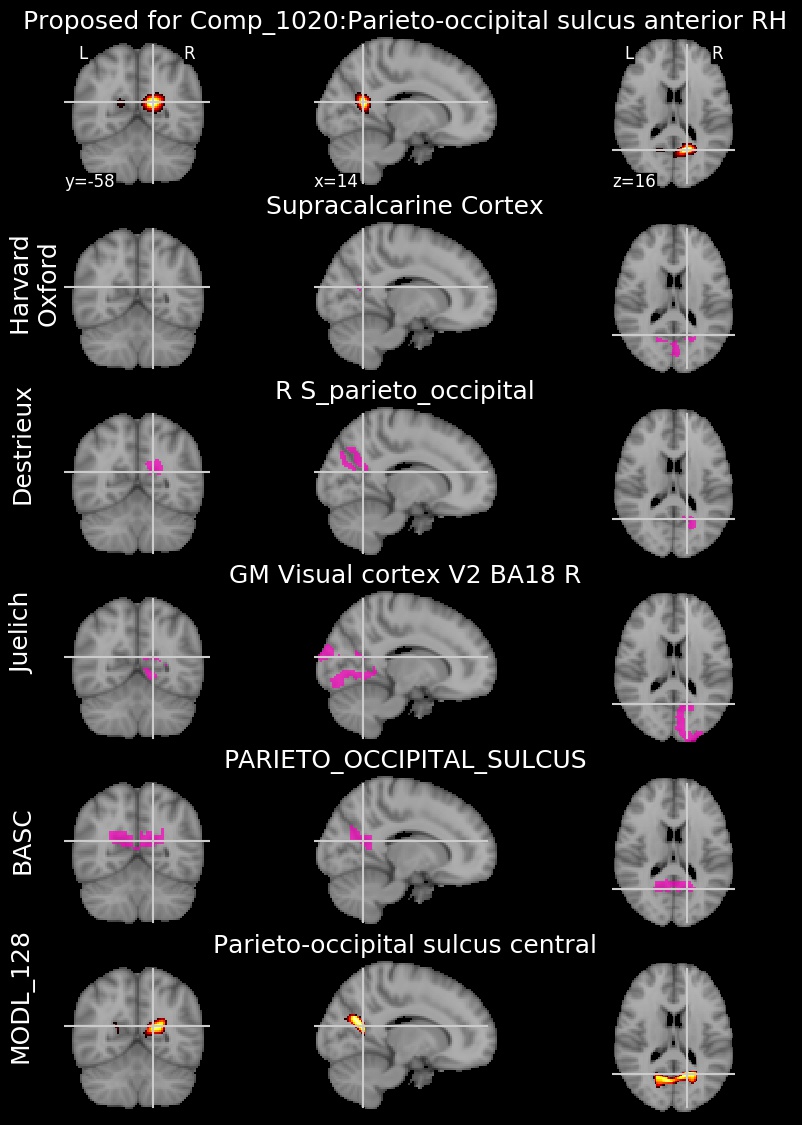 Proposed for Comp_1020:Parieto-occipital sulcus anterior RH
L R L R
y=-58 x=14 z=16
Supracalcarine Cortex
Harvard
Oxford
R S_parieto_occipital
Destrieux
GM Visual cortex V2 BA18 R
Juelich
PARIETO_OCCIPITAL_SULCUS
BASC
Parieto-occipital sulcus central
MODL_128